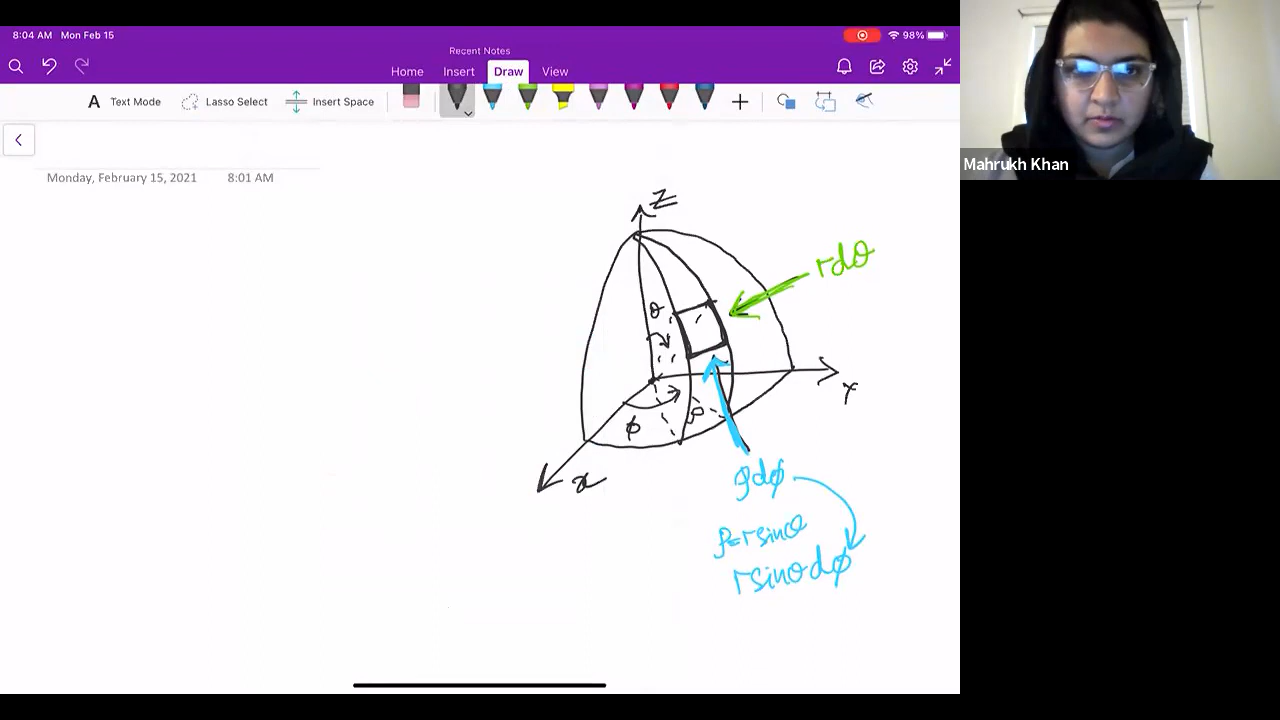 8:04 AM Mon Feb 15
98%
Recent Notes
Home Insert Draw View
Text Mode Lasso Select Insert Space
Monday, February 15, 2021 8:01 AM
Mahrukh Khan
Z
rdθ
θ
Y
ρ
ϕ
x
ρdϕ
ρ=rsinθ
rsinθdϕ